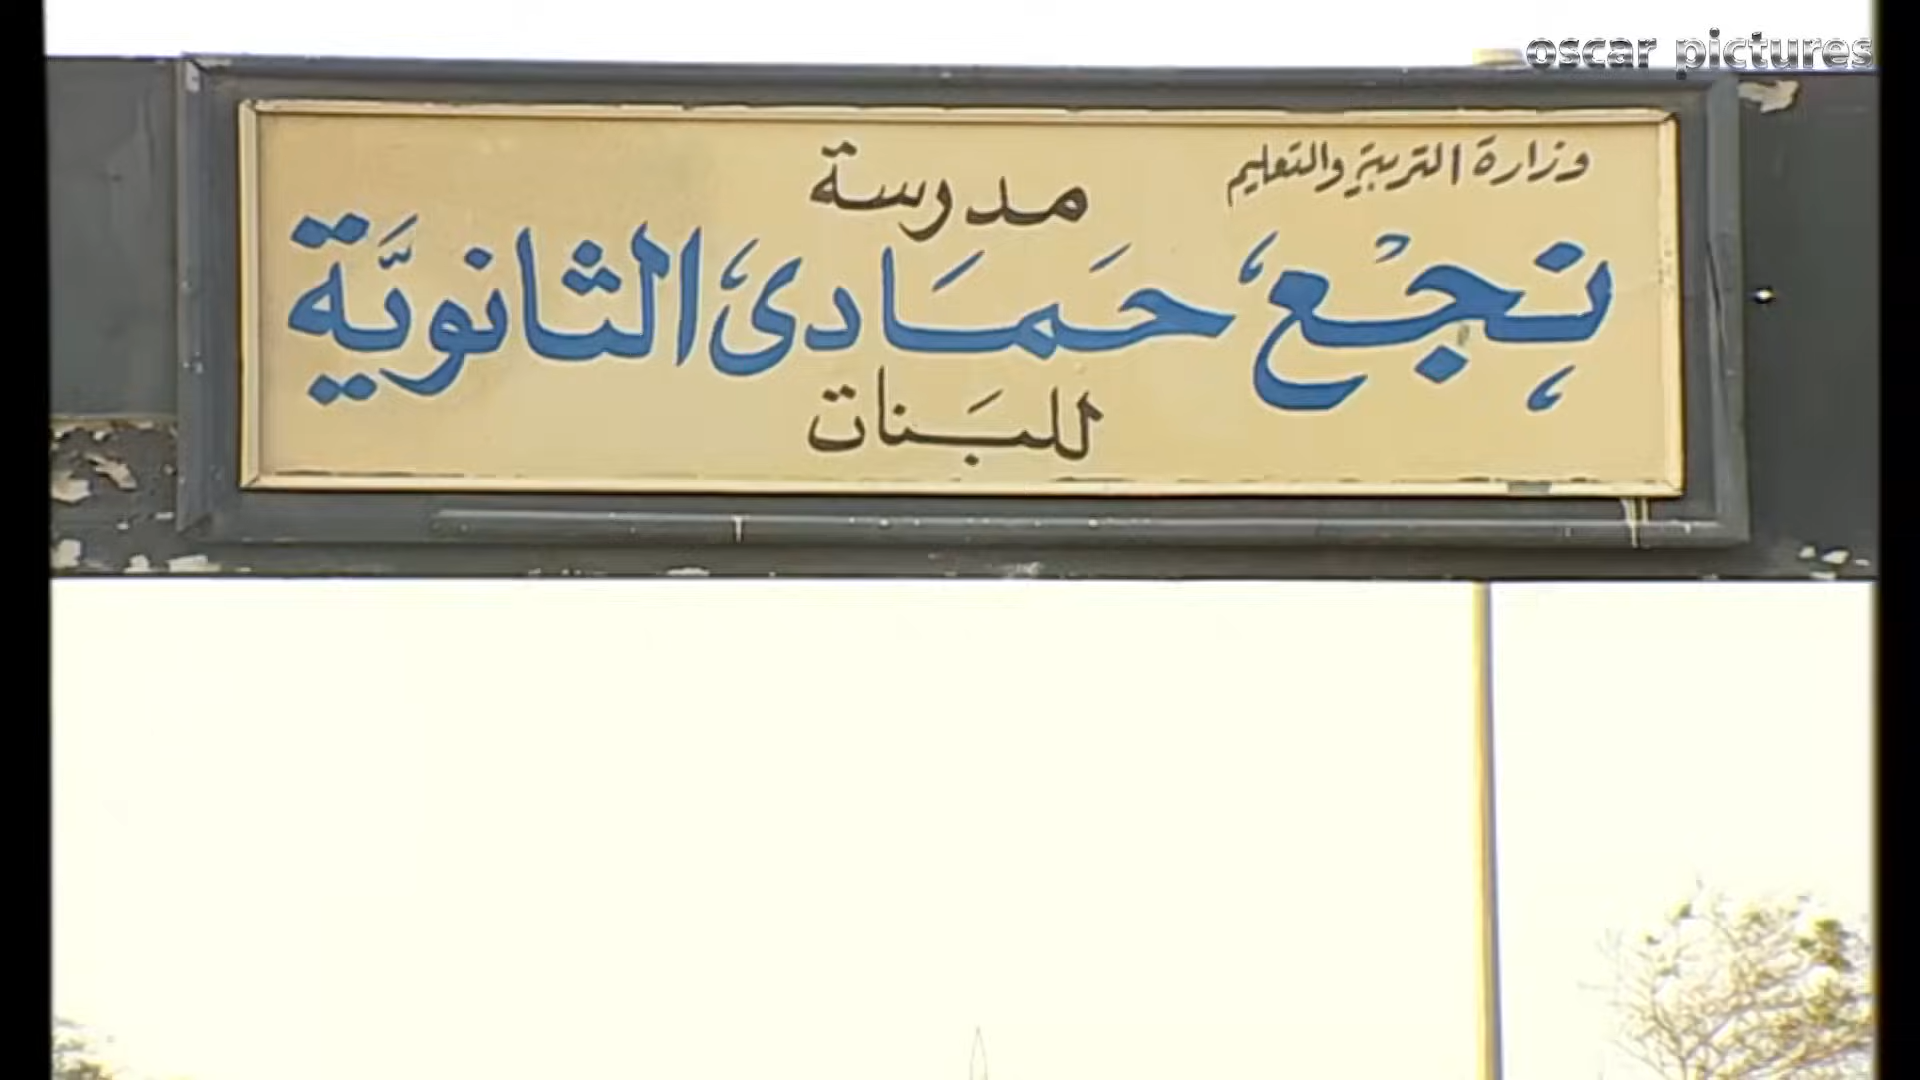 oscar pictures
وزارة التربية والتعليم
مدرسة
نجع حمادى الثانوية
للبنات